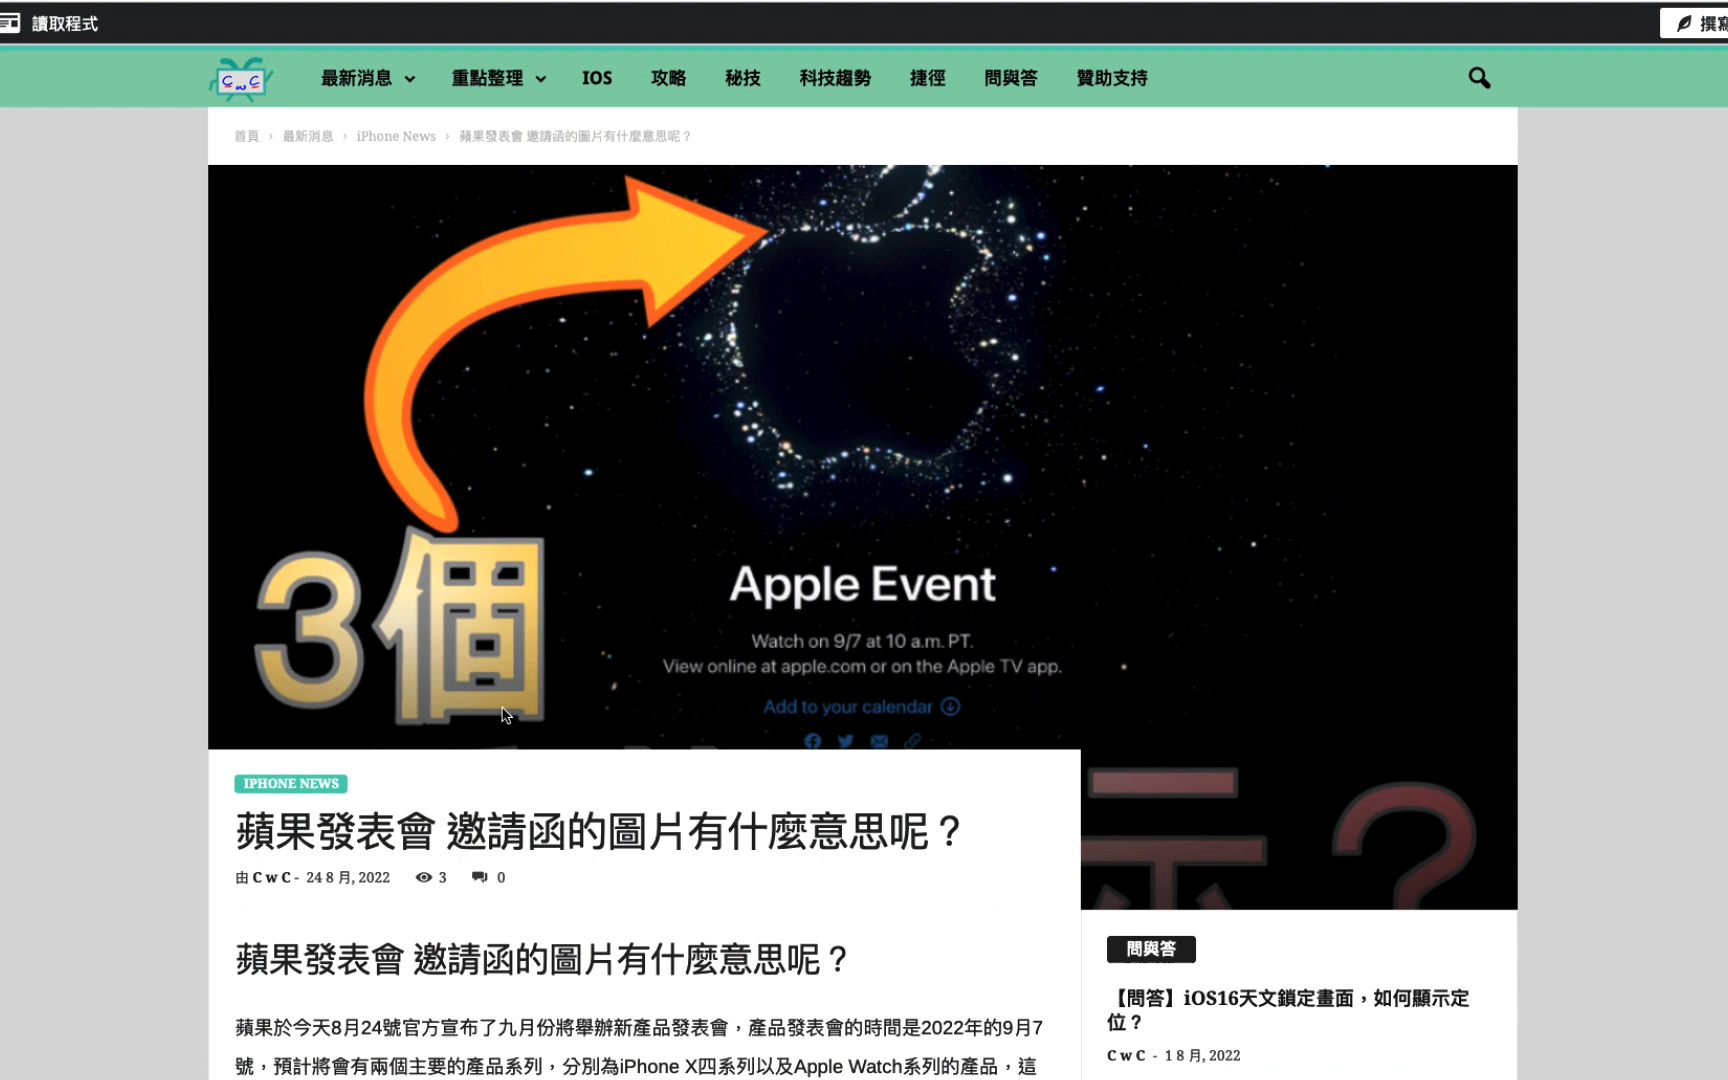 讀取程式
撰寫
CwC
最新消息 重點整理 IOS 攻略 秘技 科技趨勢 捷徑 問與答 贊助支持
首頁 › 最新消息 › iPhone News › 蘋果發表會 邀請函的圖片有什麼意思呢？
3個
Apple Event
Watch on 9/7 at 10 a.m. PT.
View online at apple.com or on the Apple TV app.
Add to your calendar
示？
IPHONE NEWS
蘋果發表會 邀請函的圖片有什麼意思呢？
由 C w C - 24 8 月, 2022 3 0
蘋果發表會 邀請函的圖片有什麼意思呢？
蘋果於今天8月24號官方宣布了九月份將舉辦新產品發表會，產品發表會的時間是2022年的9月7
號，預計將會有兩個主要的產品系列，分別為iPhone X四系列以及Apple Watch系列的產品，這
問與答
【問答】iOS16天文鎖定畫面，如何顯示定
位？
C w C - 1 8 月, 2022